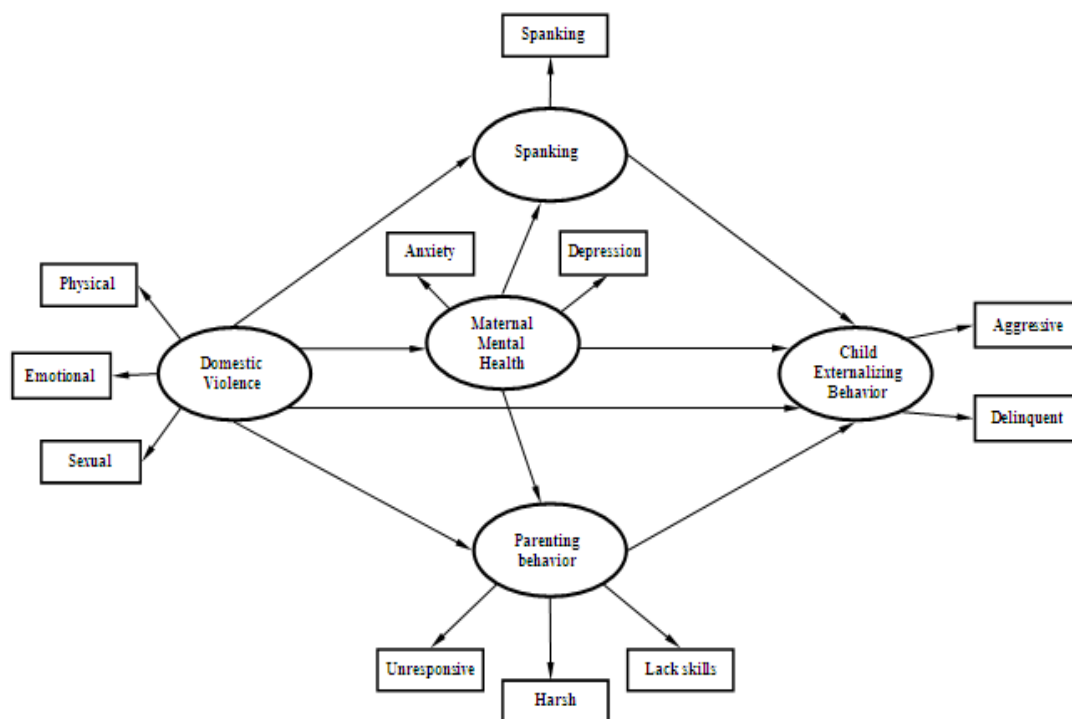 Spanking
Spanking
Anxiety
Depression
Physical
Maternal
Mental
Health
Aggressive
Domestic
Violence
Emotional
Child
Externalizing
Behavior
Delinquent
Sexual
Parenting
behavior
Unresponsive
Lack skills
Harsh